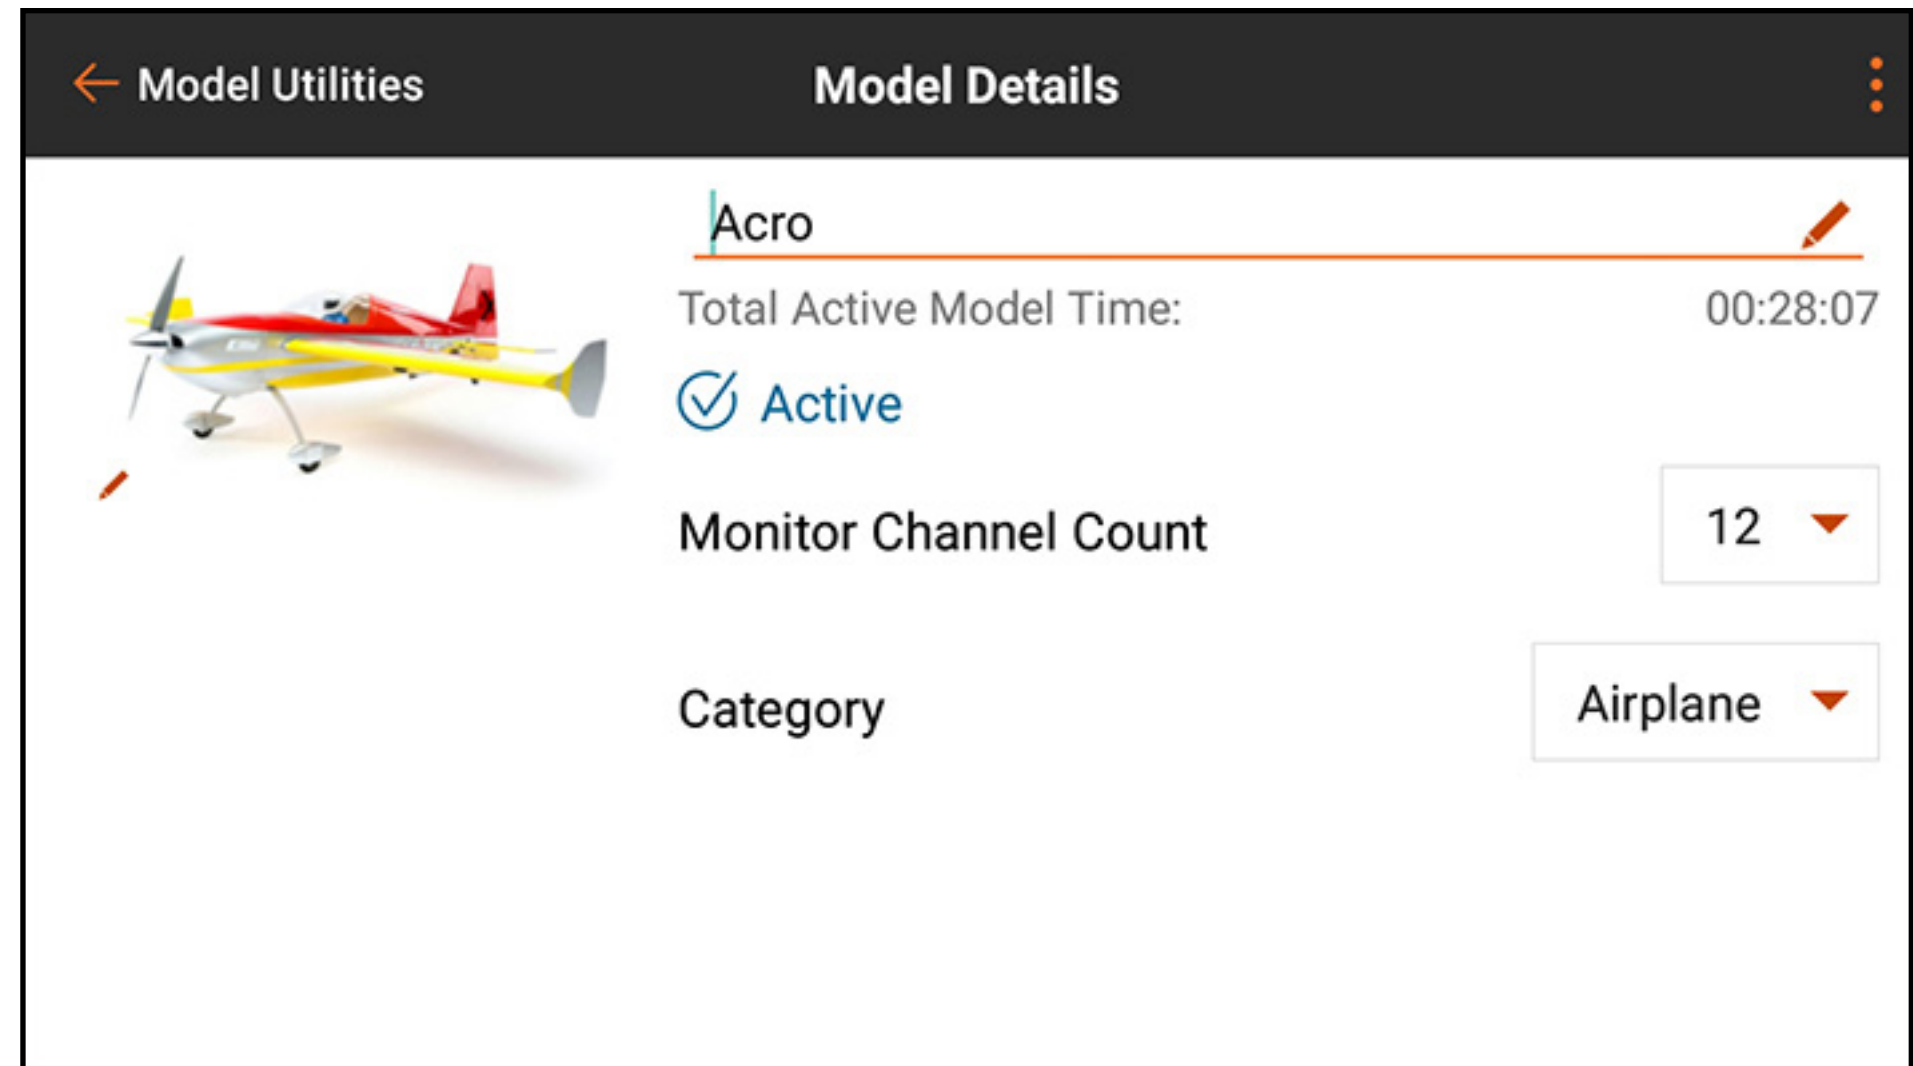 Model Utilities
Model Details
Acro
Total Active Model Time: 00:28:07
Active
Monitor Channel Count 12
Category Airplane